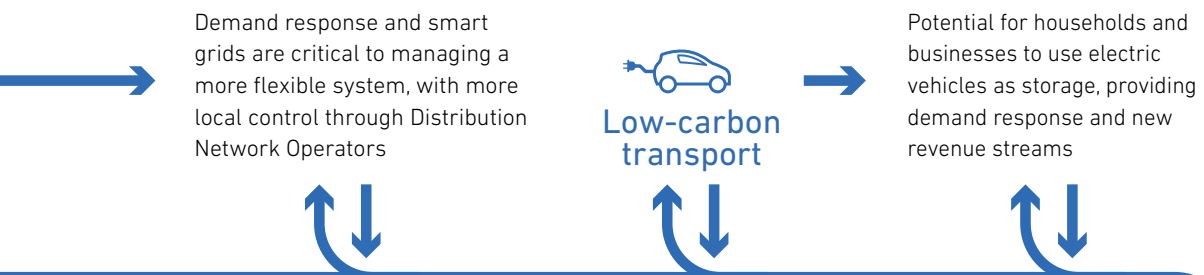 Demand response and smart
grids are critical to managing a
more flexible system, with more
local control through Distribution
Network Operators
Low-carbon
transport
Potential for households and
businesses to use electric
vehicles as storage, providing
demand response and new
revenue streams